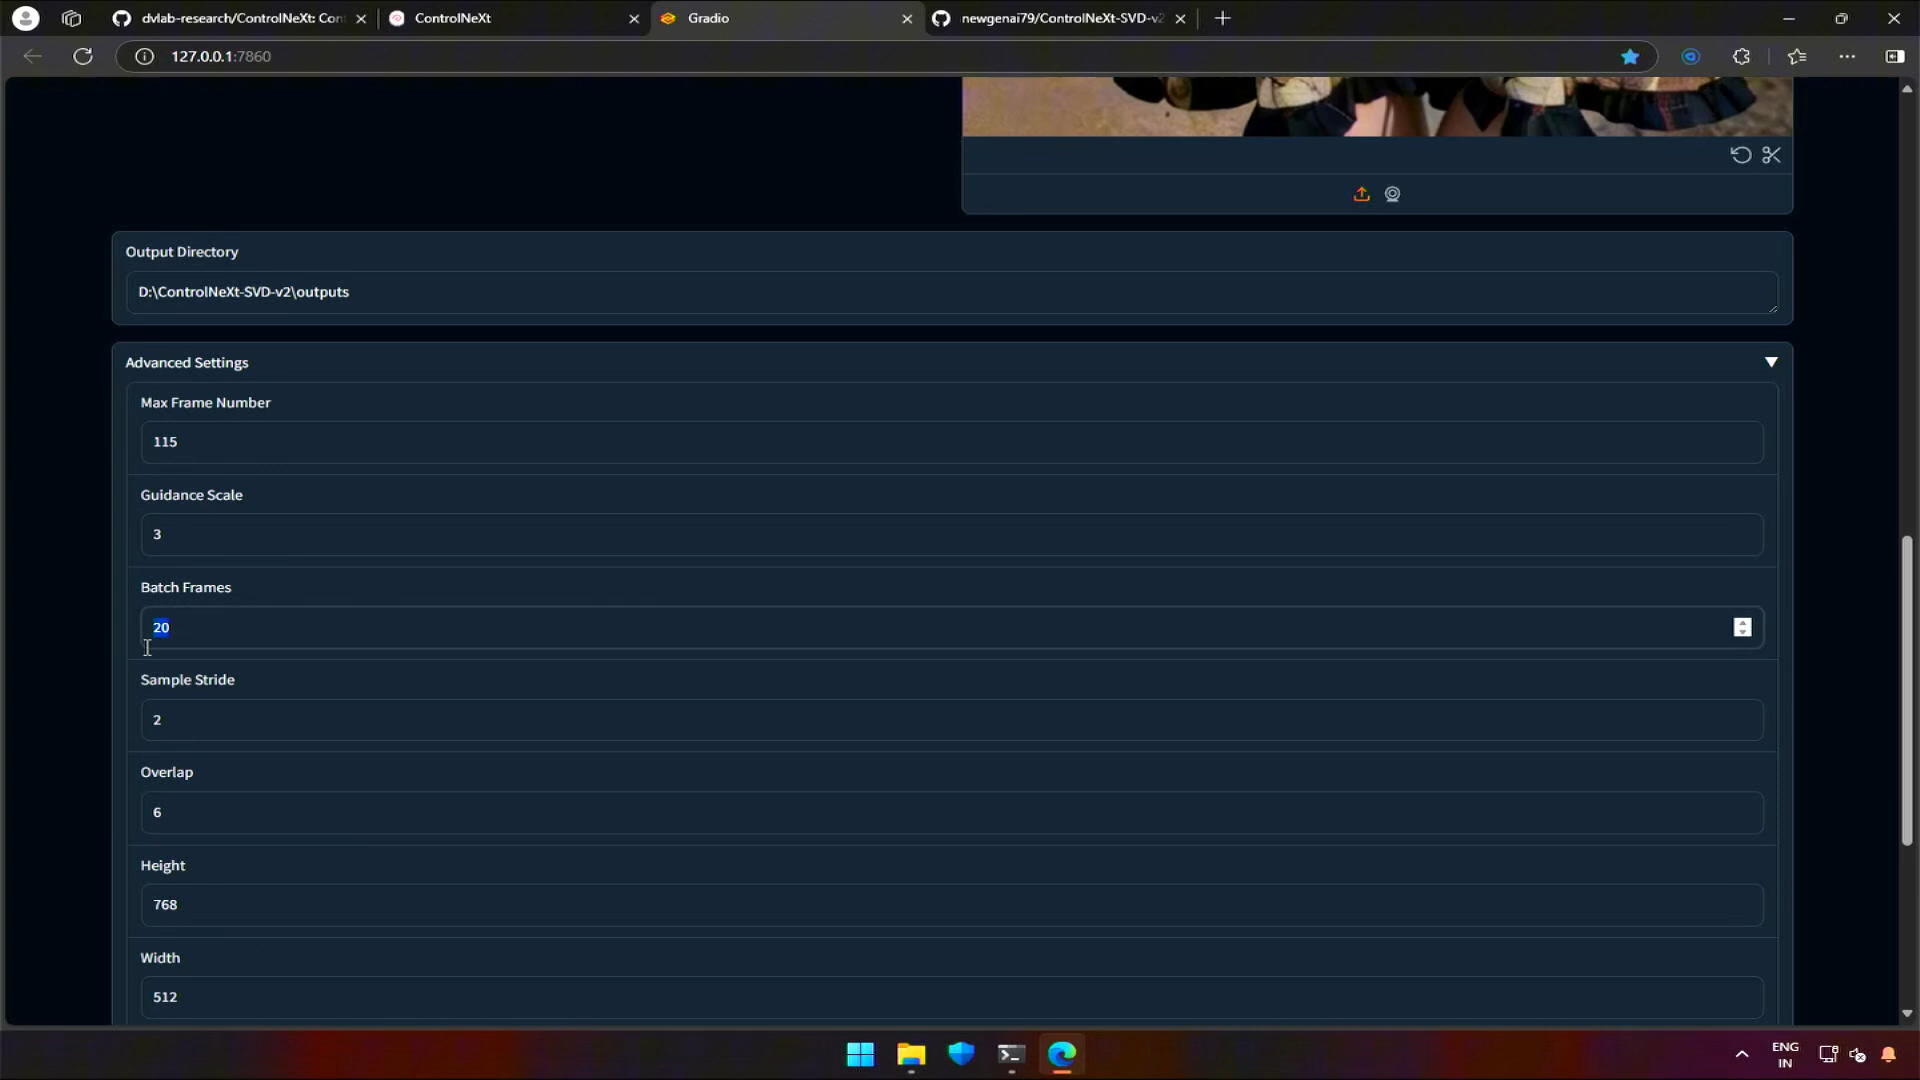 dvlab-research/ControlNeXt: Con
ControlNeXt
Gradio
newgenai79/ControlNeXt-SVD-v2
127.0.0.1:7860
Output Directory
D:\ControlNeXt-SVD-v2\outputs
Advanced Settings
Max Frame Number
115
Guidance Scale
3
Batch Frames
20
Sample Stride
2
Overlap
6
Height
768
Width
512
ENG
IN